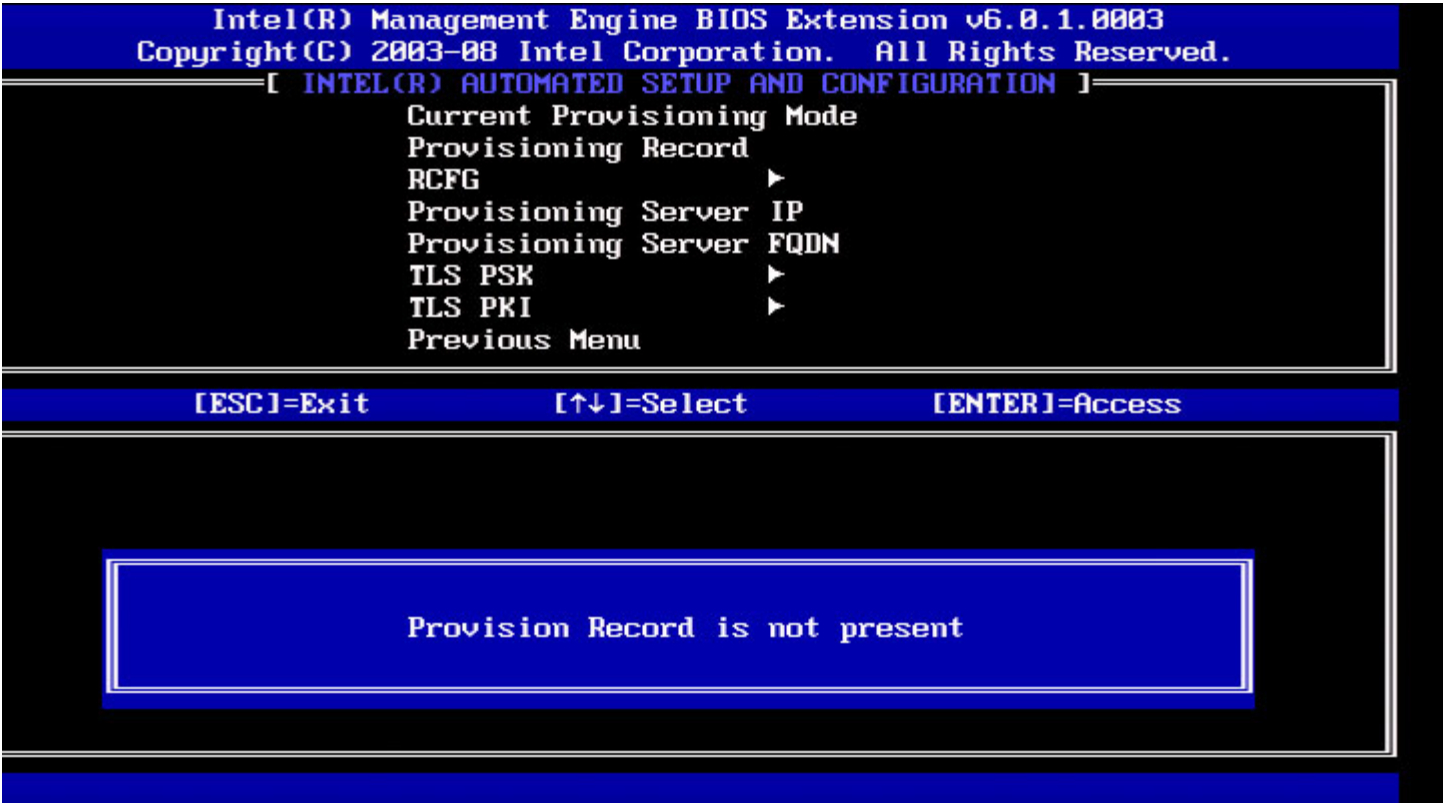 Intel(R) Management Engine BIOS Extension v6.0.1.0003
Copyright(C) 2003-08 Intel Corporation. All Rights Reserved.
[ INTEL(R) AUTOMATED SETUP AND CONFIGURATION ]
Current Provisioning Mode
Provisioning Record
RCFG ►
Provisioning Server IP
Provisioning Server FQDN
TLS PSK ►
TLS PKI ►
Previous Menu
[ESC]=Exit [↑↓]=Select [ENTER]=Access
Provision Record is not present